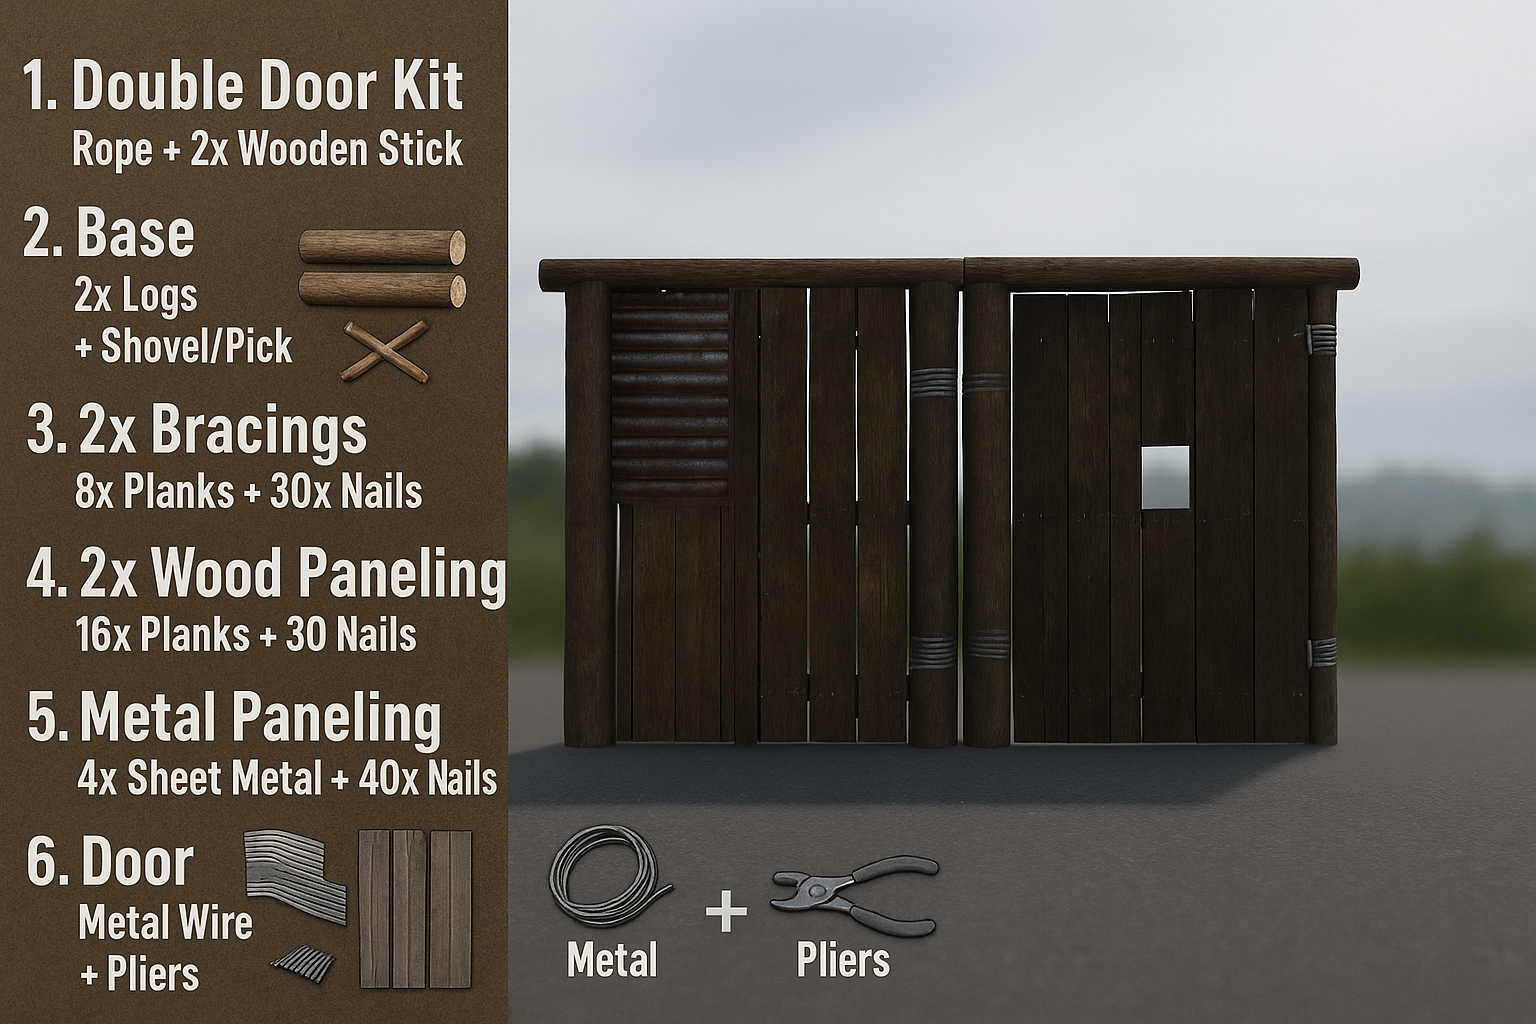 1. Double Door Kit
Rope + 2x Wooden Stick
2. Base
2x Logs
+ Shovel/Pick
3. 2x Bracings
8x Planks + 30x Nails
4. 2x Wood Paneling
16x Planks + 30 Nails
5. Metal Paneling
4x Sheet Metal + 40x Nails
6. Door
Metal Wire
+ Pliers
+
Metal
Pliers